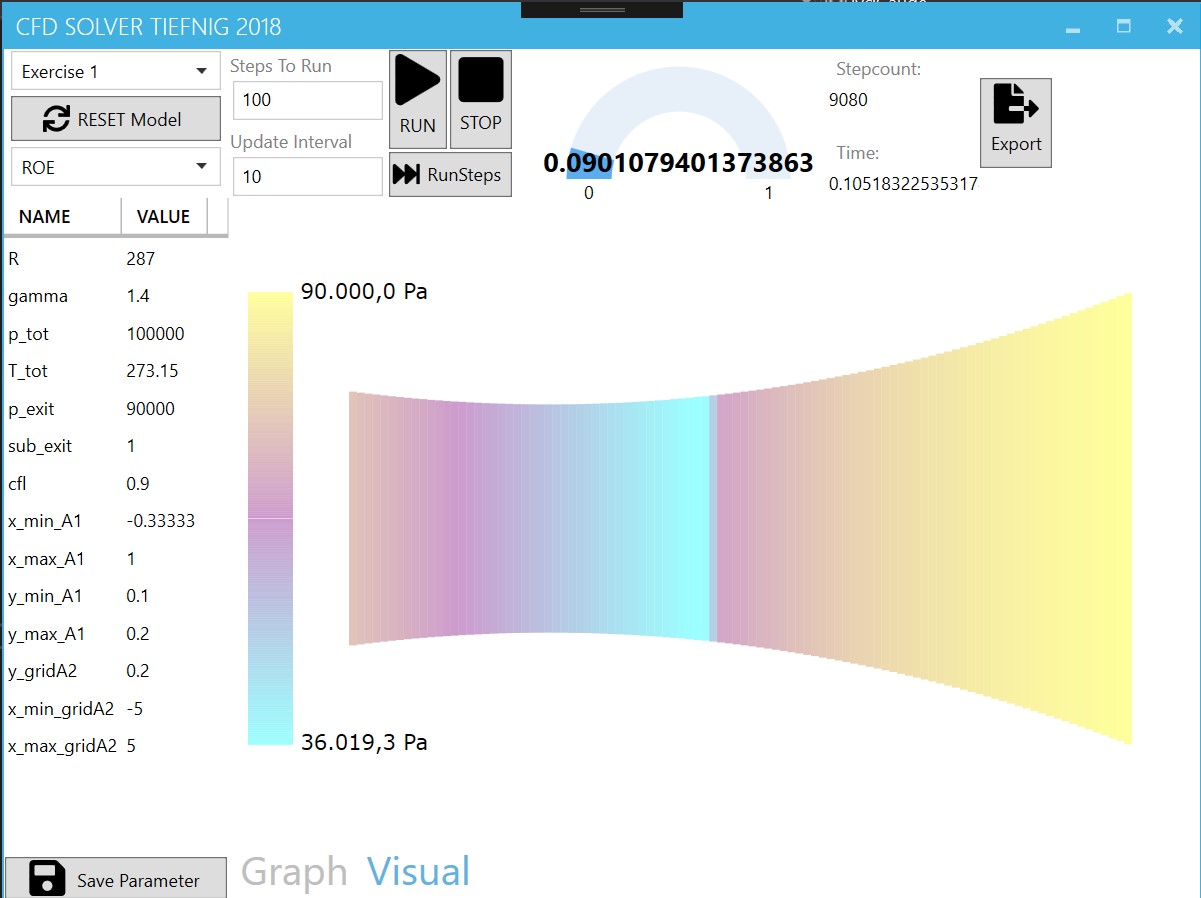 CFD SOLVER TIEFNIG 2018
Exercise 1
RESET Model
ROE
Steps To Run
100
Update Interval
10
RUN
STOP
RunSteps
0.0901079401373863
0
1
Stepcount:
9080
Time:
0.10518322535317
Export
NAME VALUE
R 287
gamma 1.4
p_tot 100000
T_tot 273.15
p_exit 90000
sub_exit 1
cfl 0.9
x_min_A1 -0.33333
x_max_A1 1
y_min_A1 0.1
y_max_A1 0.2
y_gridA2 0.2
x_min_gridA2 -5
x_max_gridA2 5
90.000,0 Pa
36.019,3 Pa
Save Parameter
Graph Visual